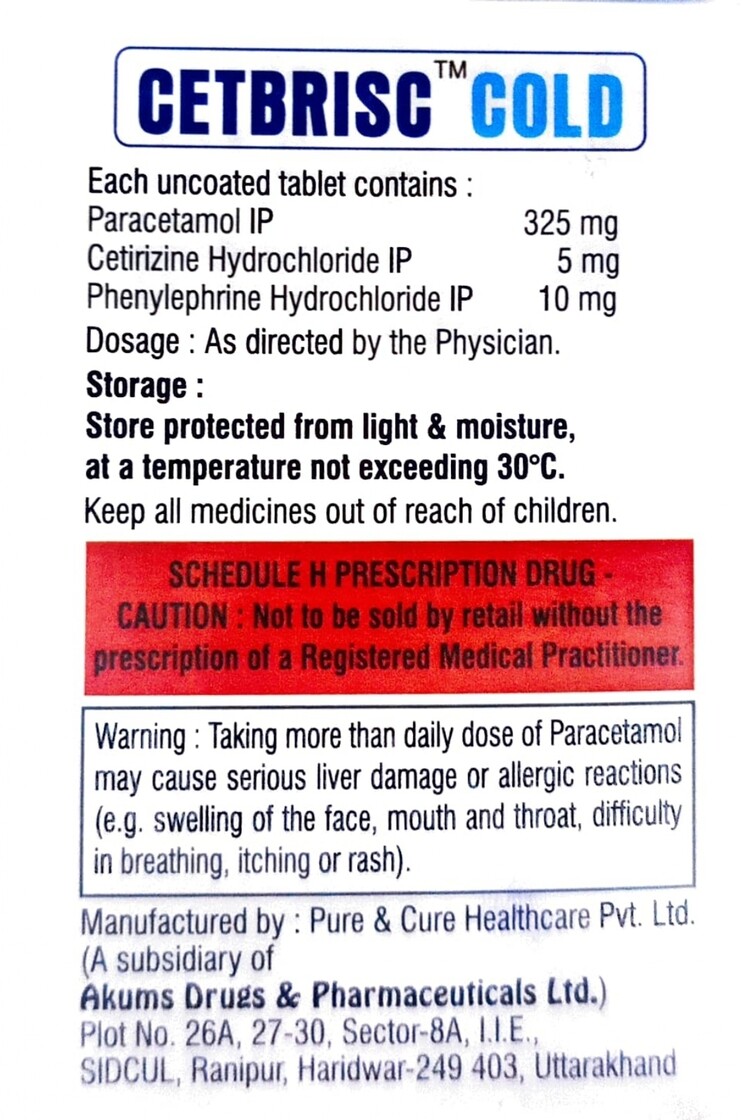 CETBRISC™ COLD
Each uncoated tablet contains :
Paracetamol IP 325 mg
Cetirizine Hydrochloride IP 5 mg
Phenylephrine Hydrochloride IP 10 mg
Dosage : As directed by the Physician.
Storage :
Store protected from light & moisture,
at a temperature not exceeding 30°C.
Keep all medicines out of reach of children.
SCHEDULE H PRESCRIPTION DRUG -
CAUTION : Not to be sold by retail without the
prescription of a Registered Medical Practitioner.
Warning : Taking more than daily dose of Paracetamol
may cause serious liver damage or allergic reactions
(e.g. swelling of the face, mouth and throat, difficulty
in breathing, itching or rash).
Manufactured by : Pure & Cure Healthcare Pvt. Ltd.
(A subsidiary of
Akums Drugs & Pharmaceuticals Ltd.)
Plot No. 26A, 27-30, Sector-8A, I.I.E.,
SIDCUL, Ranipur, Haridwar-249 403, Uttarakhand